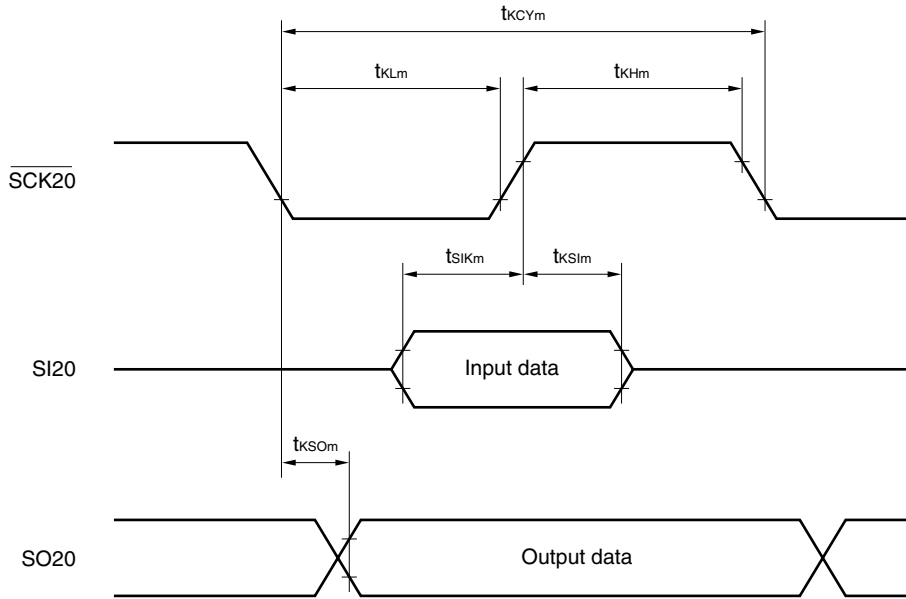 tKCYm
tKLm
tKHm
SCK20
tSIKm
tKSIm
SI20
Input data
tKSOm
SO20
Output data